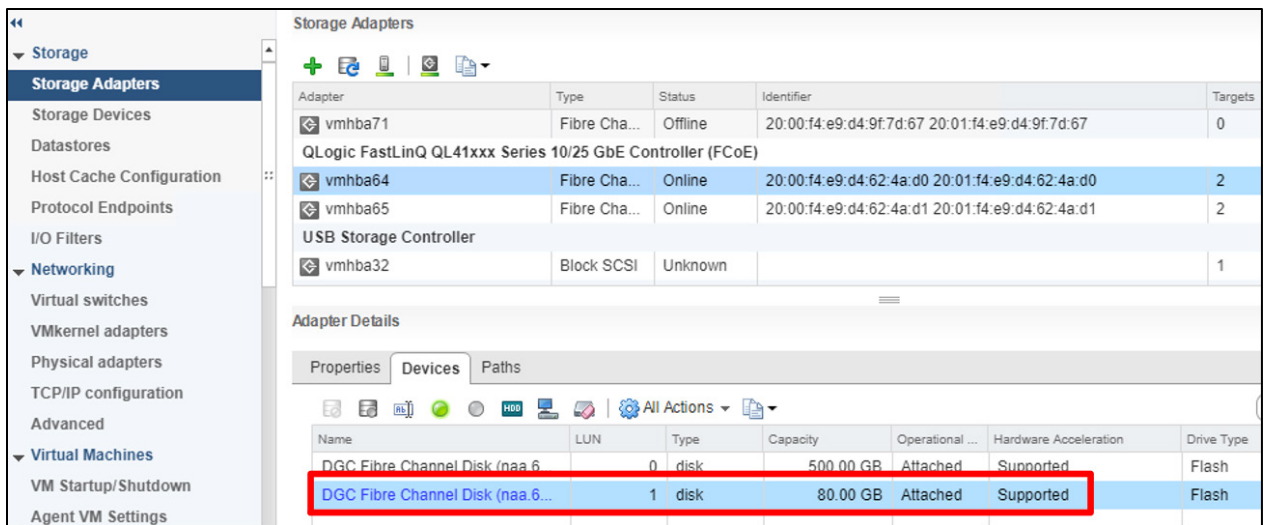 Storage
Storage Adapters
Storage Devices
Datastores
Host Cache Configuration
Protocol Endpoints
I/O Filters
Networking
Virtual switches
VMkernel adapters
Physical adapters
TCP/IP configuration
Advanced
Virtual Machines
VM Startup/Shutdown
Agent VM Settings
Storage Adapters
Adapter Type Status Identifier Targets
vmhba71 Fibre Cha... Offline 20:00:f4:e9:d4:9f:7d:67 20:01:f4:e9:d4:9f:7d:67 0
QLogic FastLinQ QL41xxx Series 10/25 GbE Controller (FCoE)
vmhba64 Fibre Cha... Online 20:00:f4:e9:d4:62:4a:d0 20:01:f4:e9:d4:62:4a:d0 2
vmhba65 Fibre Cha... Online 20:00:f4:e9:d4:62:4a:d1 20:01:f4:e9:d4:62:4a:d1 2
USB Storage Controller
vmhba32 Block SCSI Unknown 1
Adapter Details
Properties Devices Paths
HDD All Actions
Name LUN Type Capacity Operational ... Hardware Acceleration Drive Type
DGC Fibre Channel Disk (naa.6... 0 disk 500.00 GB Attached Supported Flash
DGC Fibre Channel Disk (naa.6... 1 disk 80.00 GB Attached Supported Flash